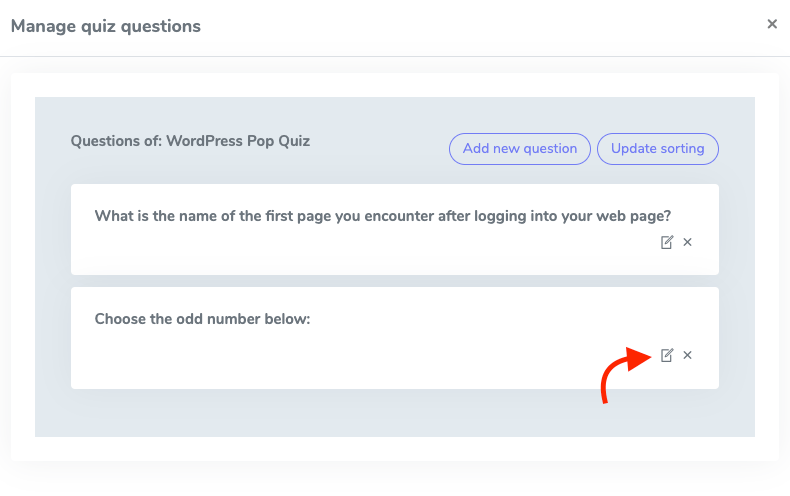 Manage quiz questions
Questions of: WordPress Pop Quiz
Add new question
Update sorting
What is the name of the first page you encounter after logging into your web page?
Choose the odd number below: